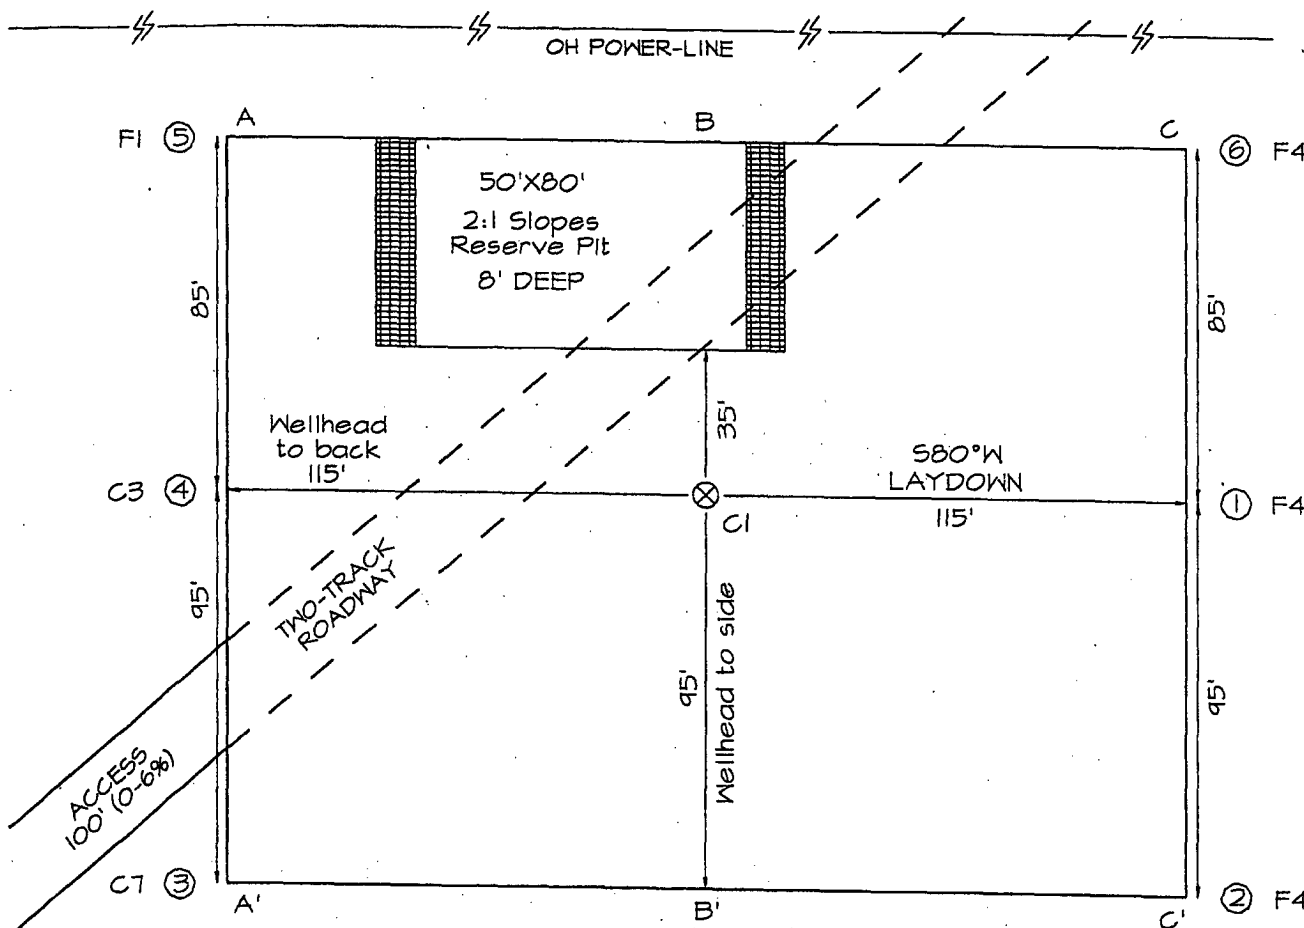 OH POWER-LINE
A
B
C
F1 ⑤
⑥ F4
50'X80'
2:1 Slopes
Reserve Pit
8' DEEP
85'
85'
35'
Wellhead
to back
115'
S80°W
LAYDOWN
115'
C3 ④
C1
① F4
TWO-TRACK
ROADWAY
95'
95'
Wellhead to side
95'
ACCESS
100' (0-6%)
C7 ③
② F4
A'
B'
C'